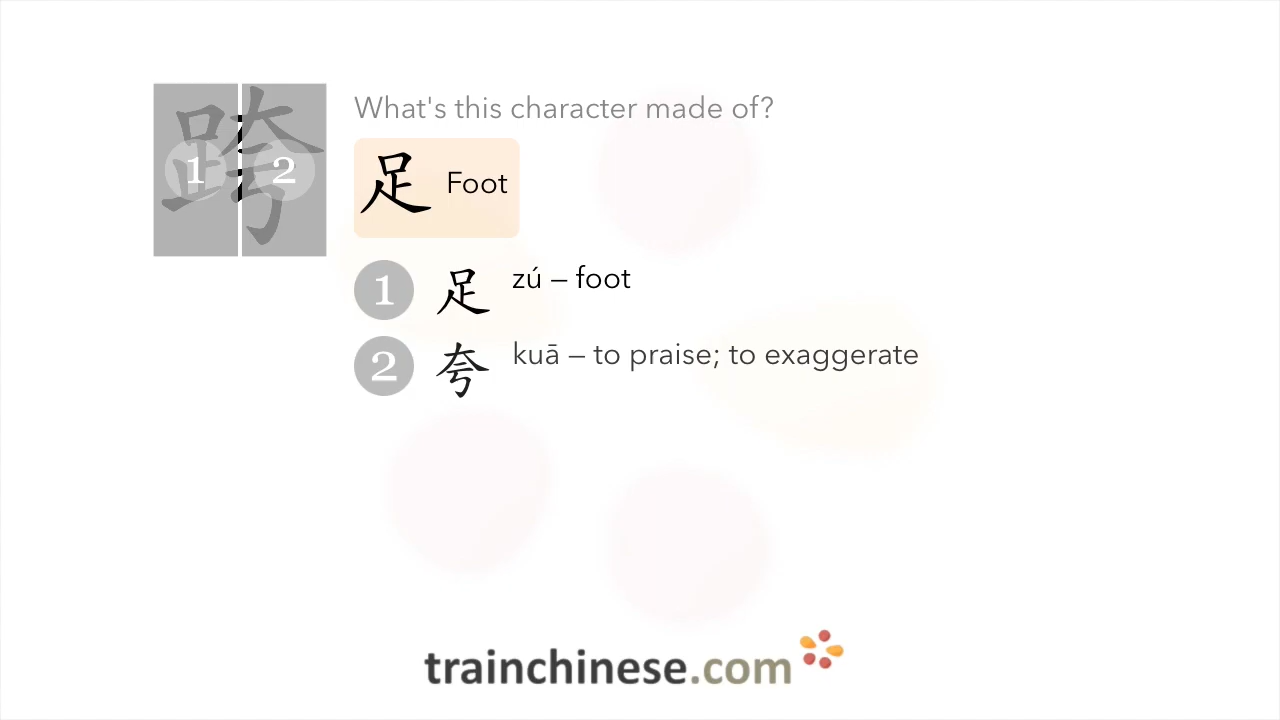 跨
1 2
What's this character made of?
足 Foot
1 足 zú – foot
2 夸 kuā – to praise; to exaggerate
trainchinese.com